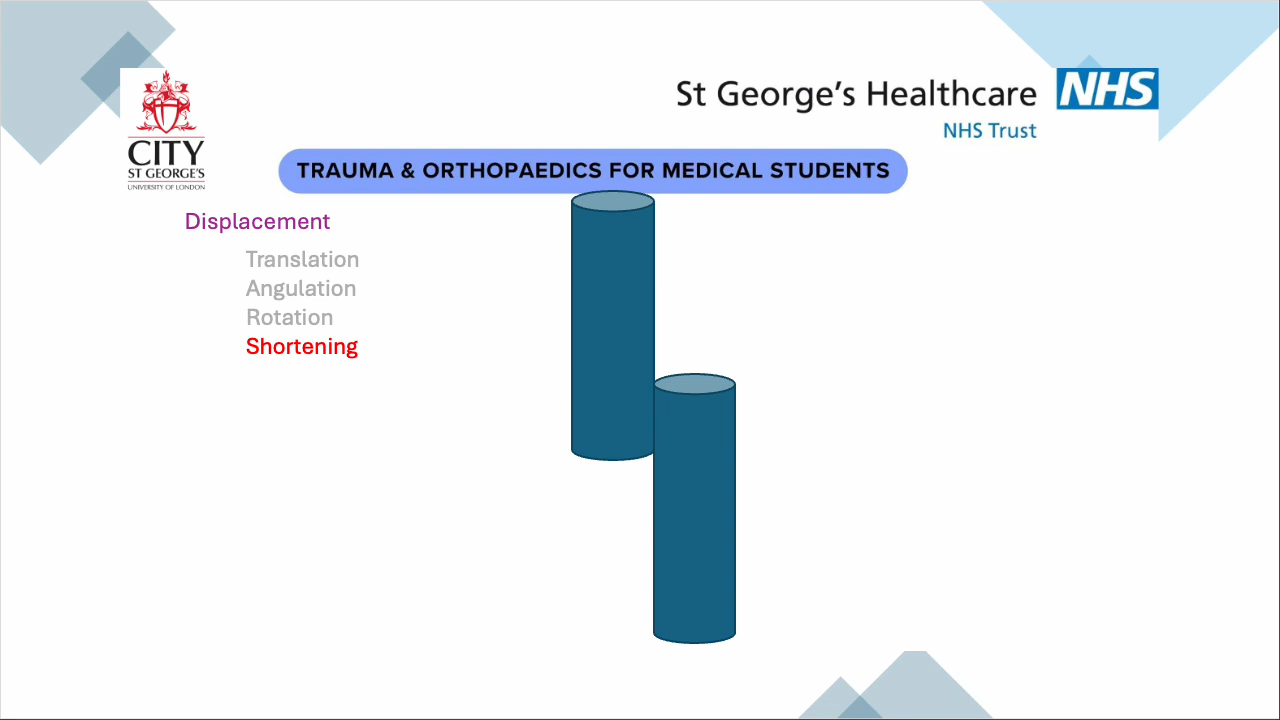 St George's Healthcare NHS
NHS Trust
CITY
ST GEORGE'S
UNIVERSITY OF LONDON
TRAUMA & ORTHOPAEDICS FOR MEDICAL STUDENTS
Displacement
Translation
Angulation
Rotation
Shortening